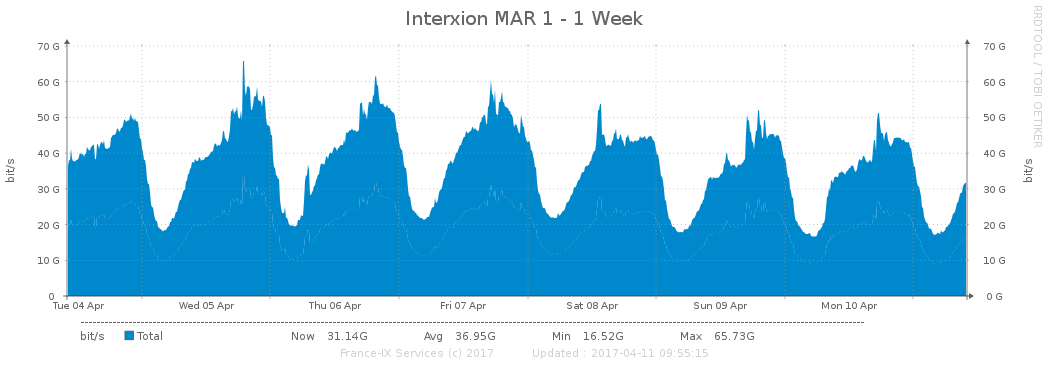 Interxion MAR 1 - 1 Week
RRDTOOL / TOBI OETIKER
bit/s
70 G 70 G
60 G 60 G
50 G 50 G
40 G 40 G
30 G 30 G
20 G 20 G
10 G 10 G
0 0 G
bit/s
Tue 04 Apr Wed 05 Apr Thu 06 Apr Fri 07 Apr Sat 08 Apr Sun 09 Apr Mon 10 Apr
bit/s Total Now 31.14G Avg 36.95G Min 16.52G Max 65.73G
France-IX Services (c) 2017 Updated : 2017-04-11 09:55:15